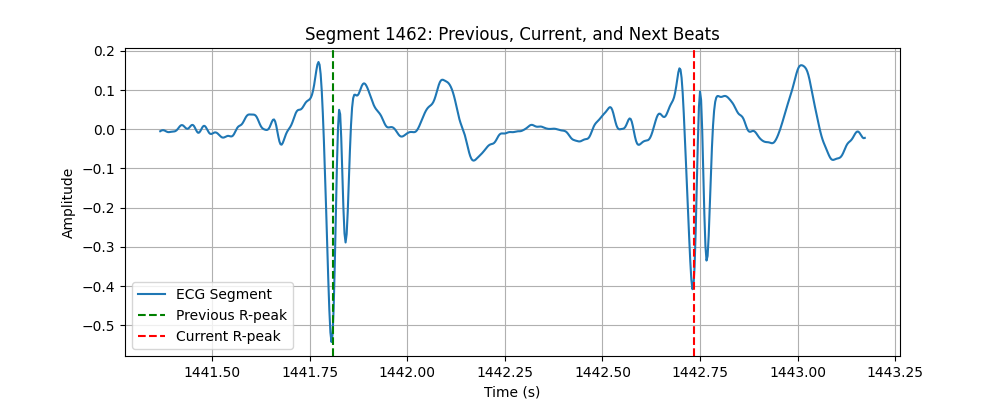 Segment 1462: Previous, Current, and Next Beats
0.2
0.1
0.0
−0.1
−0.2
−0.3
−0.4
−0.5
Amplitude
ECG Segment
Previous R-peak
Current R-peak
1441.50 1441.75 1442.00 1442.25 1442.50 1442.75 1443.00 1443.25
Time (s)